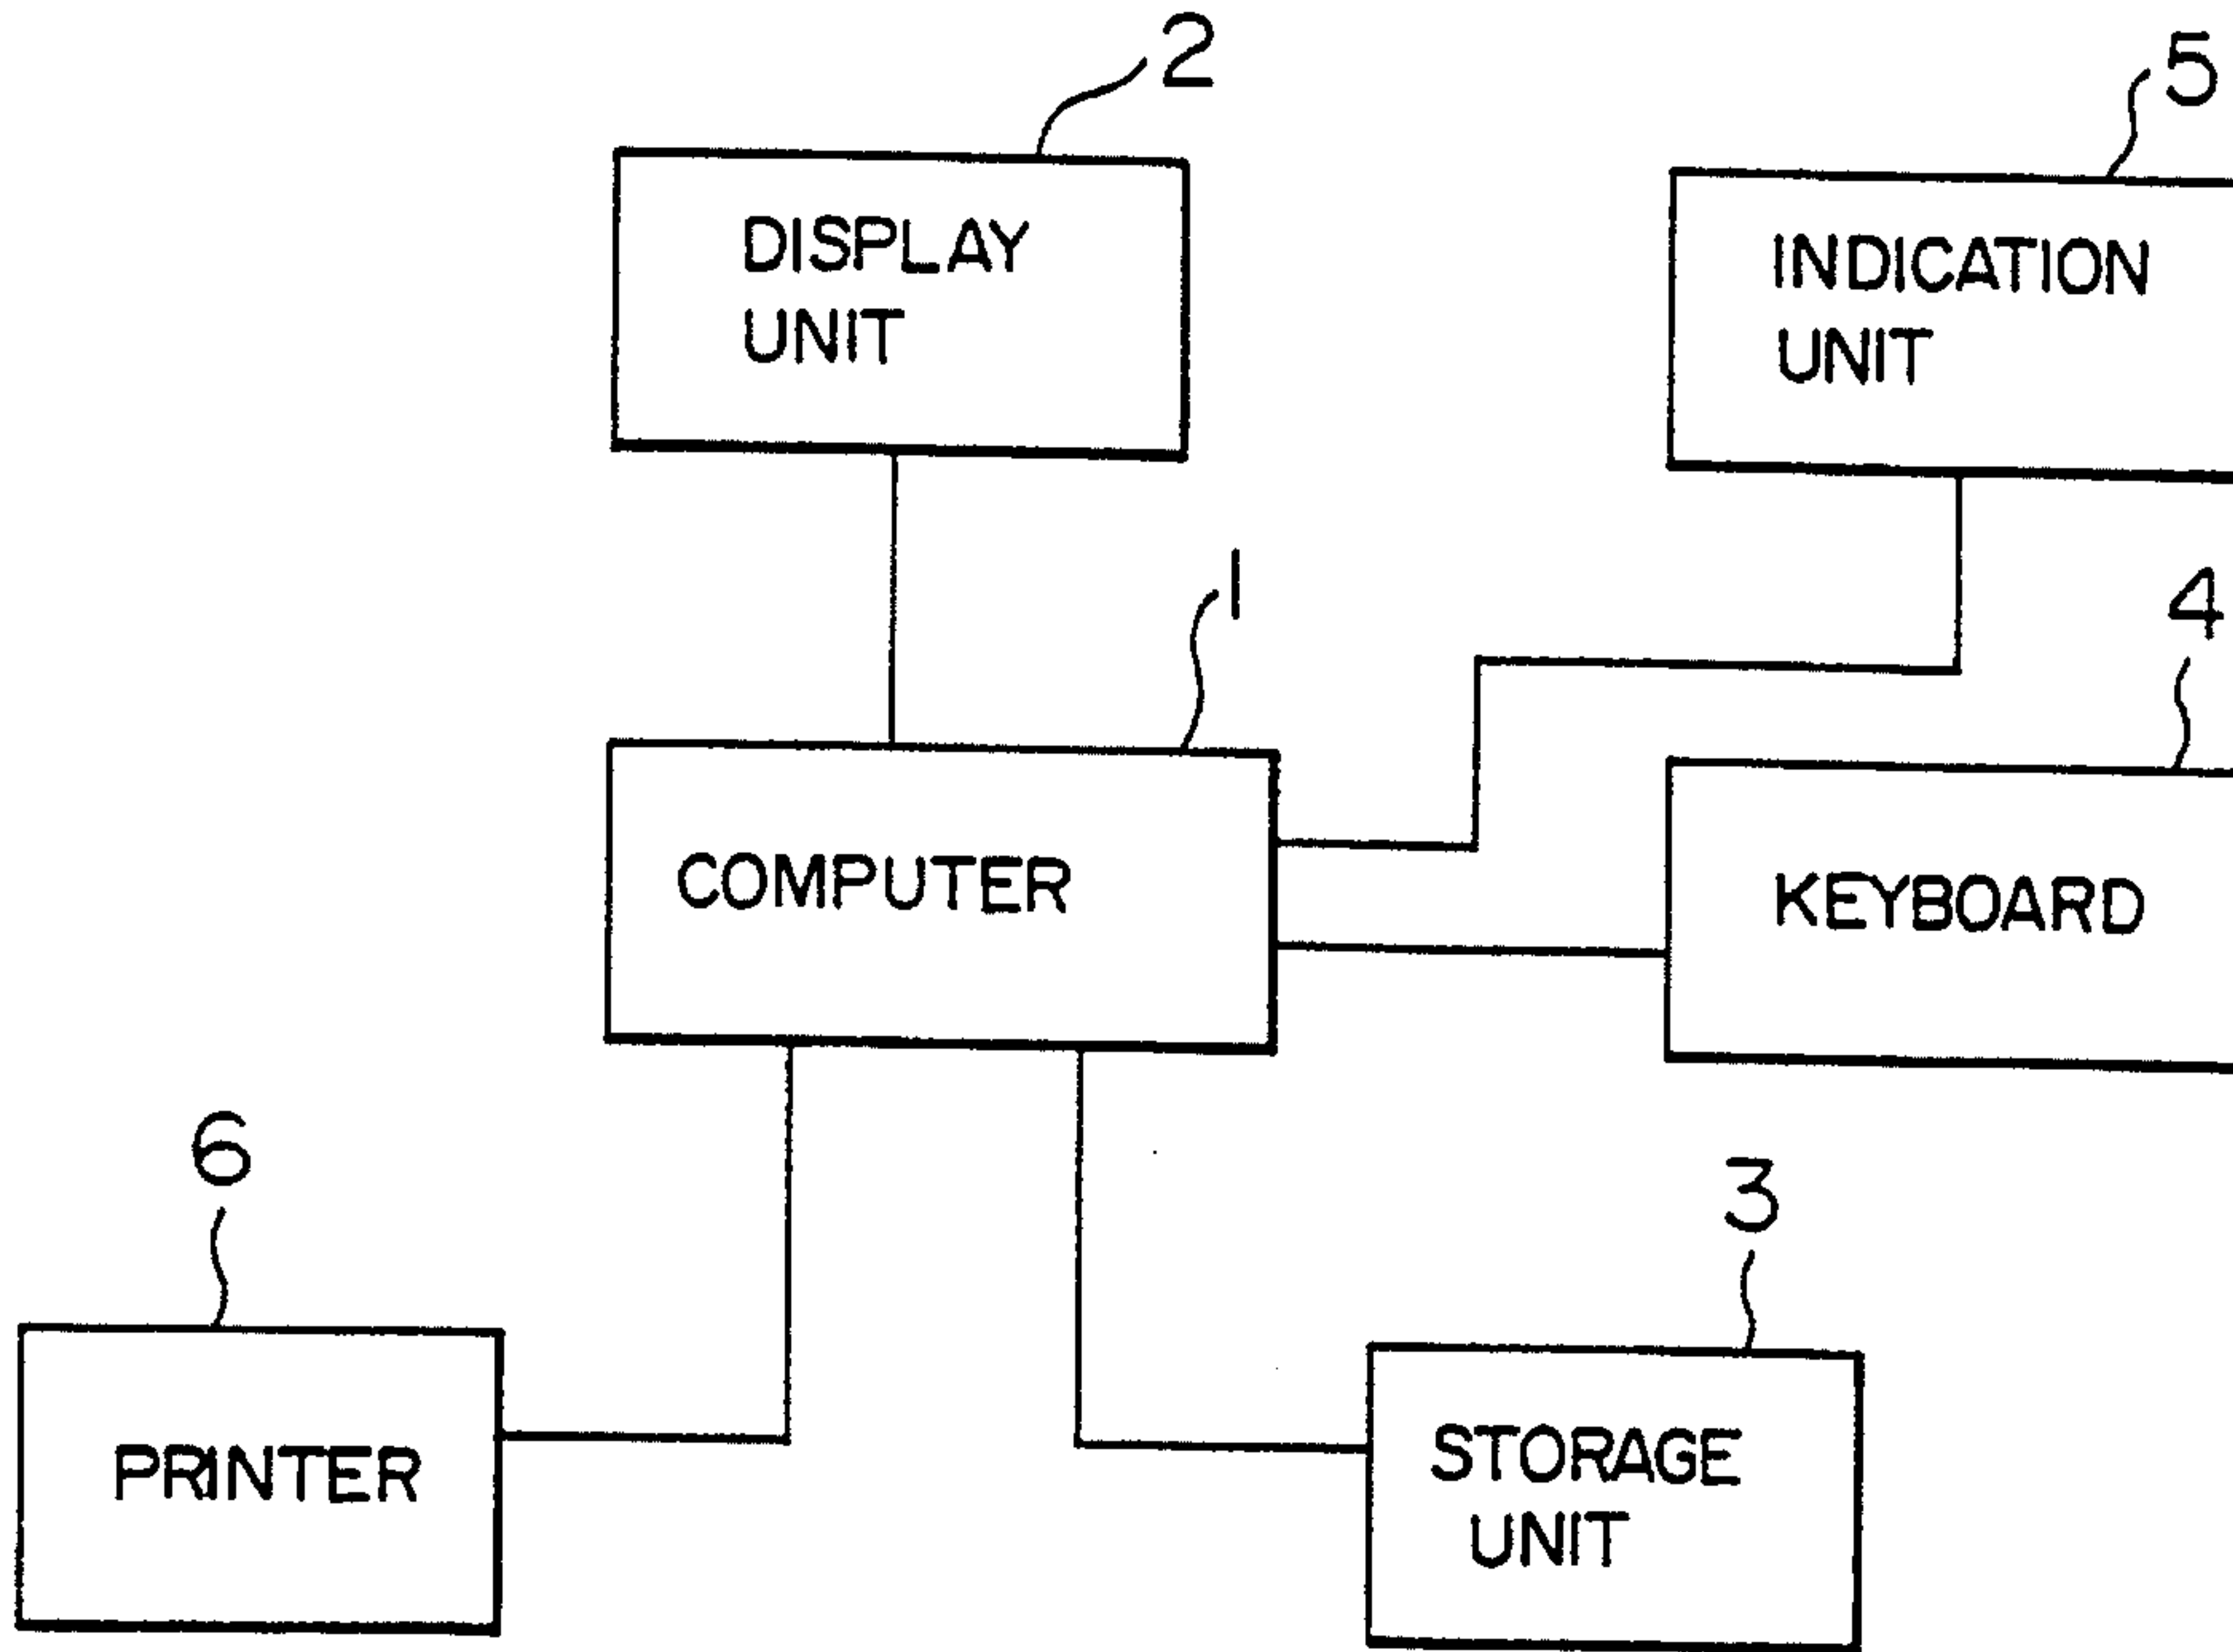 2
5
DISPLAY
UNIT
INDICATION
UNIT
1
4
COMPUTER
KEYBOARD
6
3
PRINTER
STORAGE
UNIT